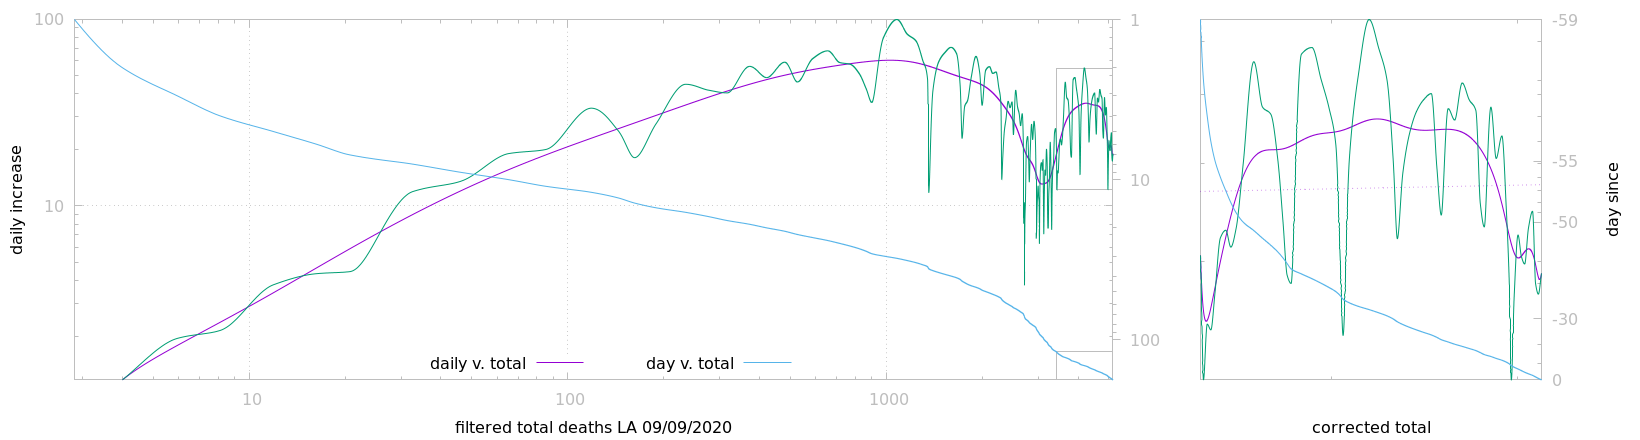 100
1
-59
daily increase
-55
10
10
-50
day since
-30
100
daily v. total
day v. total
0
10
100
1000
filtered total deaths LA 09/09/2020
corrected total